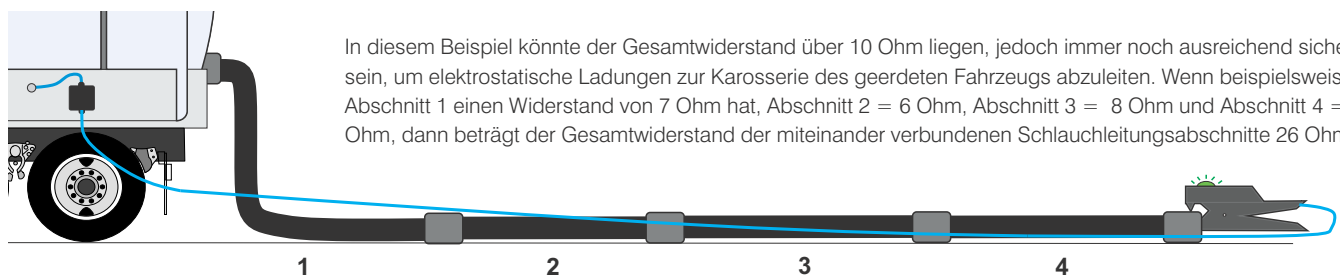 In diesem Beispiel könnte der Gesamtwiderstand über 10 Ohm liegen, jedoch immer noch ausreichend siche
sein, um elektrostatische Ladungen zur Karosserie des geerdeten Fahrzeugs abzuleiten. Wenn beispielsweis
Abschnitt 1 einen Widerstand von 7 Ohm hat, Abschnitt 2 = 6 Ohm, Abschnitt 3 = 8 Ohm und Abschnitt 4 =
Ohm, dann beträgt der Gesamtwiderstand der miteinander verbundenen Schlauchleitungsabschnitte 26 Ohm
1 2 3 4